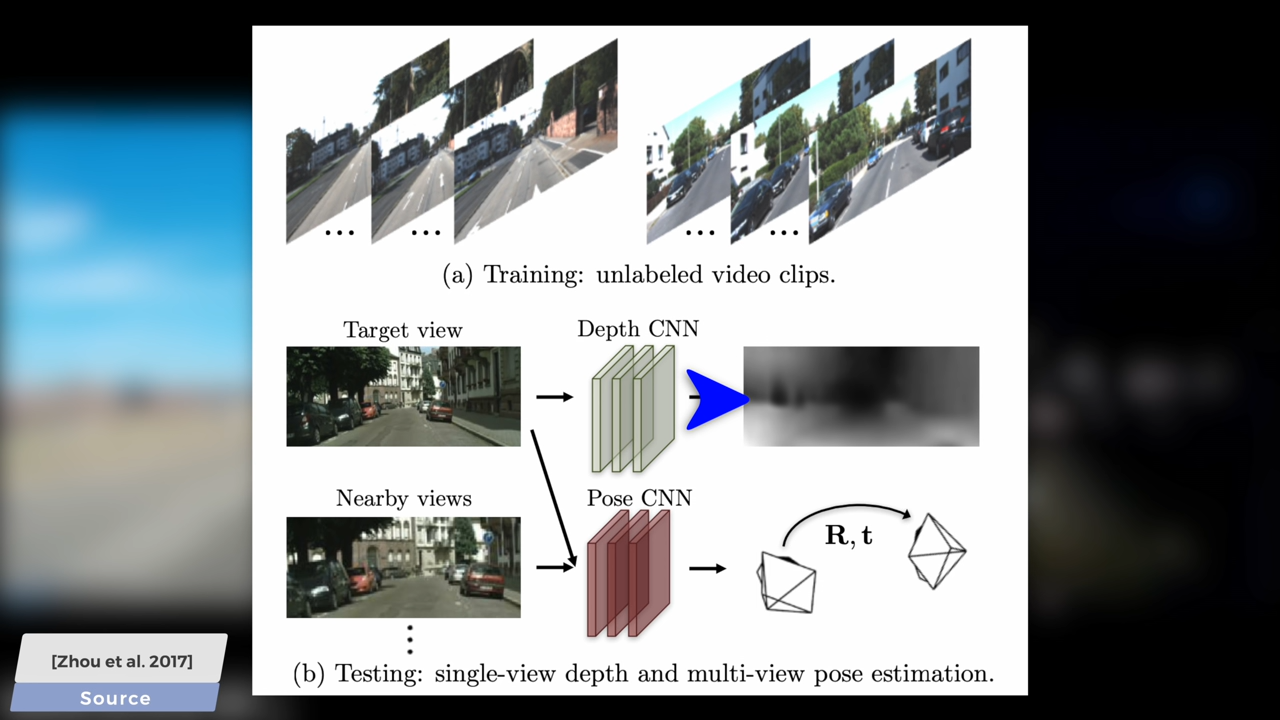 (a) Training: unlabeled video clips.
Target view
Depth CNN
Nearby views
Pose CNN
R, t
(b) Testing: single-view depth and multi-view pose estimation.
[Zhou et al. 2017]
Source